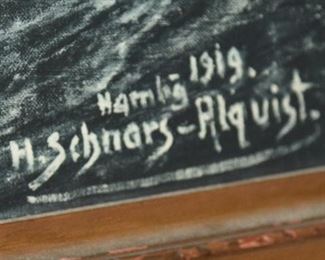 Hambg 1919.
H. Schnars-Alquist.